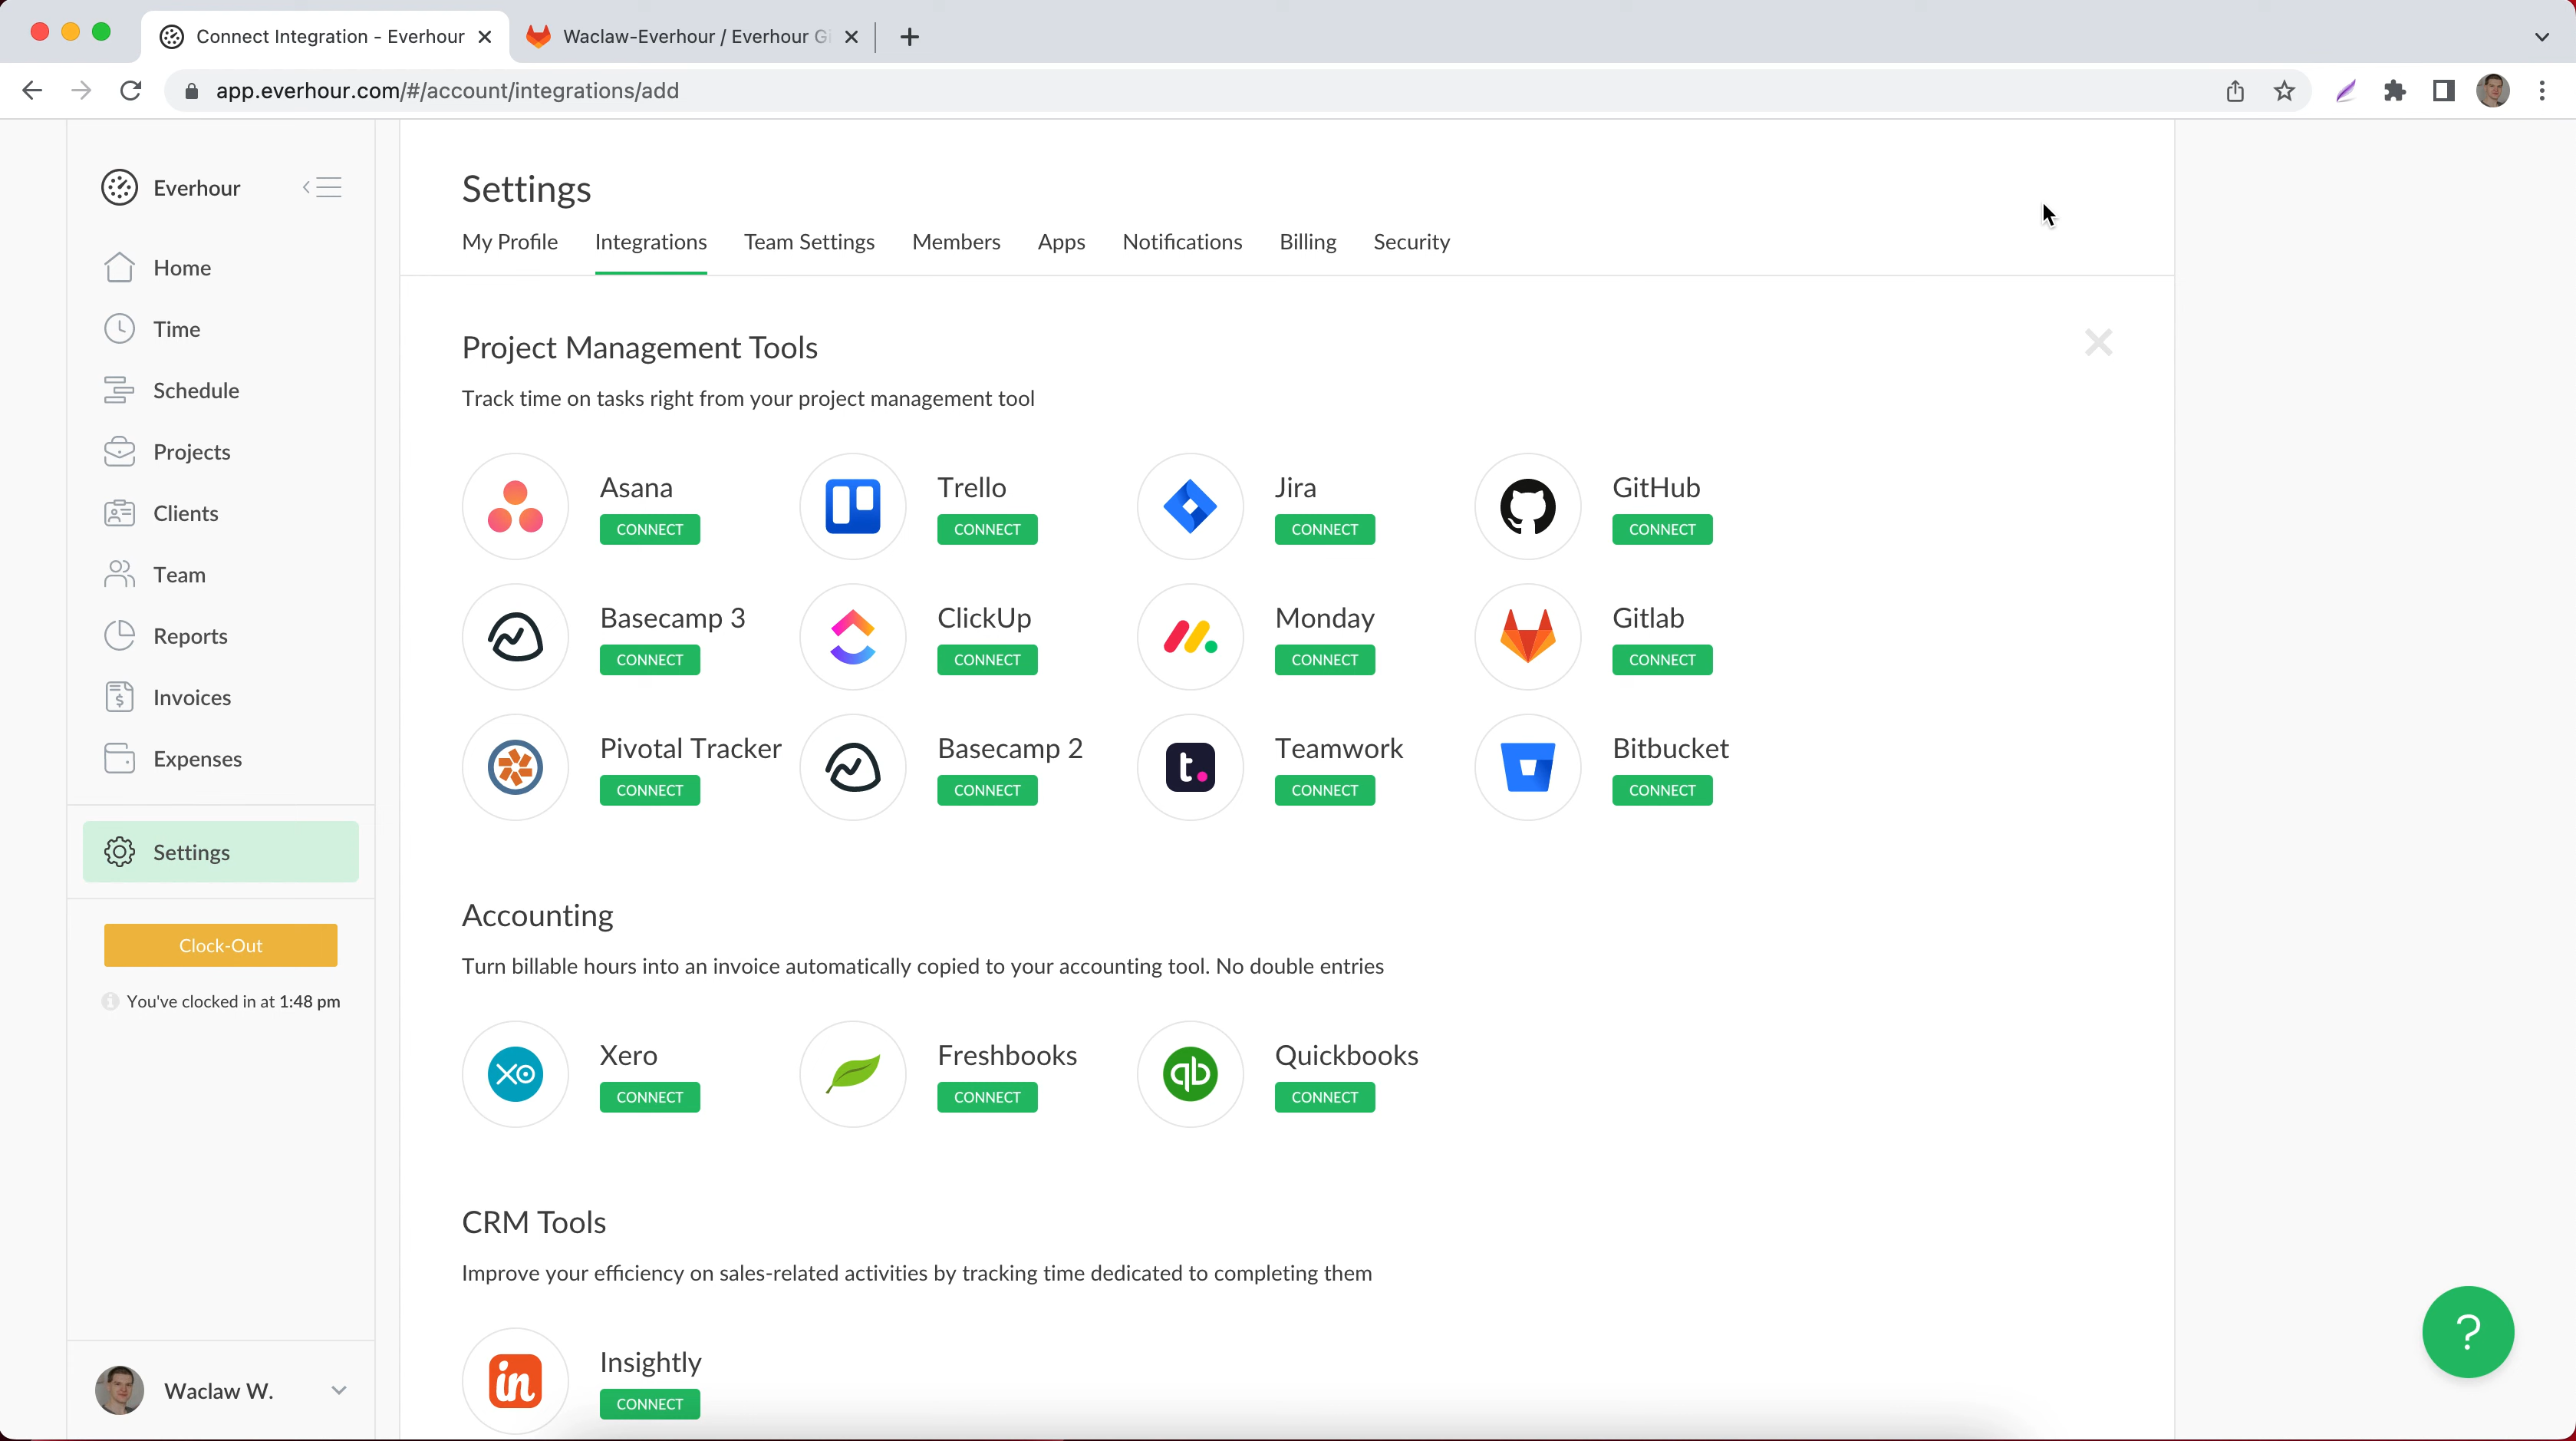 Connect Integration - Everhour
Waclaw-Everhour / Everhour G
app.everhour.com/#/account/integrations/add
Everhour
Home
Time
Schedule
Projects
Clients
Team
Reports
Invoices
Expenses
Settings
Clock-Out
You've clocked in at 1:48 pm
Waclaw W.
Settings
My Profile Integrations Team Settings Members Apps Notifications Billing Security
Project Management Tools
Track time on tasks right from your project management tool
Asana Trello Jira GitHub
CONNECT CONNECT CONNECT CONNECT
Basecamp 3 ClickUp Monday Gitlab
CONNECT CONNECT CONNECT CONNECT
Pivotal Tracker Basecamp 2 Teamwork Bitbucket
t.
CONNECT CONNECT CONNECT CONNECT
Accounting
Turn billable hours into an invoice automatically copied to your accounting tool. No double entries
Xero Freshbooks Quickbooks
XO qb
CONNECT CONNECT CONNECT
CRM Tools
Improve your efficiency on sales-related activities by tracking time dedicated to completing them
Insightly
in
CONNECT
?